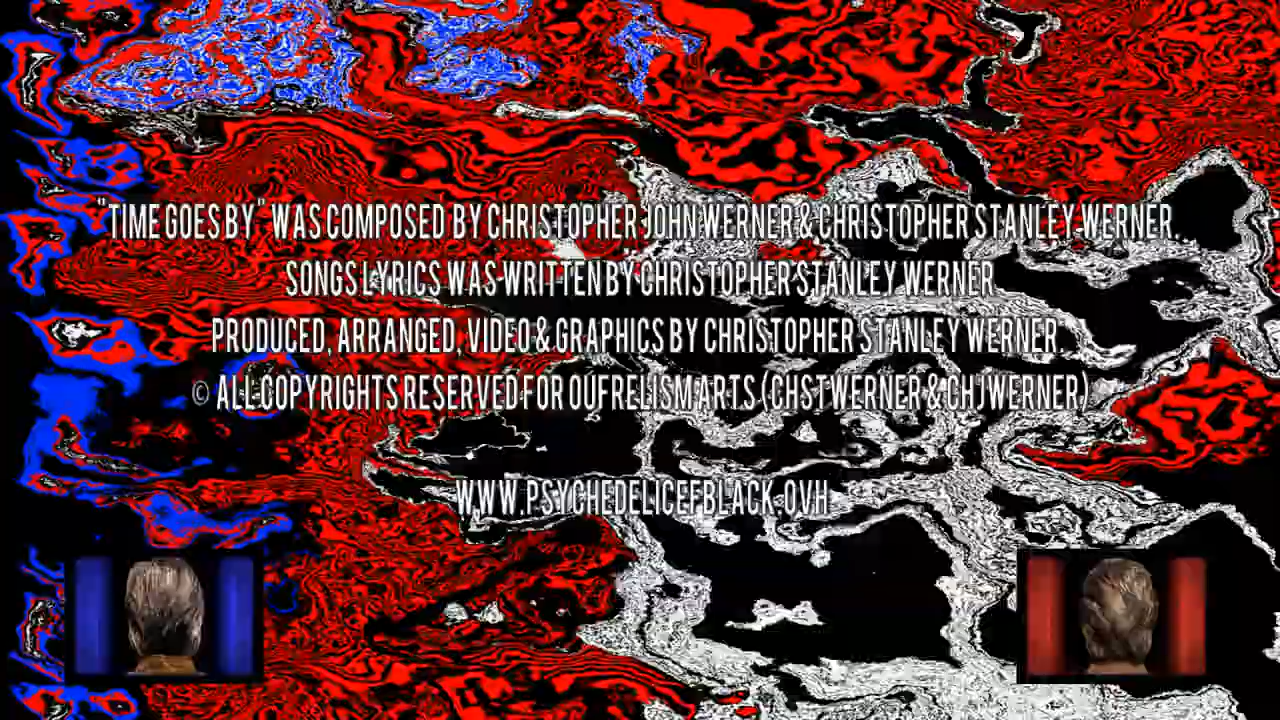 "TIME GOES BY" WAS COMPOSED BY CHRISTOPHER JOHN WERNER & CHRISTOPHER STANLEY WERNER.
SONGS LYRICS WAS WRITTEN BY CHRISTOPHER STANLEY WERNER
PRODUCED, ARRANGED, VIDEO & GRAPHICS BY CHRISTOPHER STANLEY WERNER.
© ALL COPYRIGHTS RESERVED FOR OUFRELISM ARTS (CHSTWERNER & CHJWERNER)
WWW.PSYCHEDELICEFBLACK.OVH